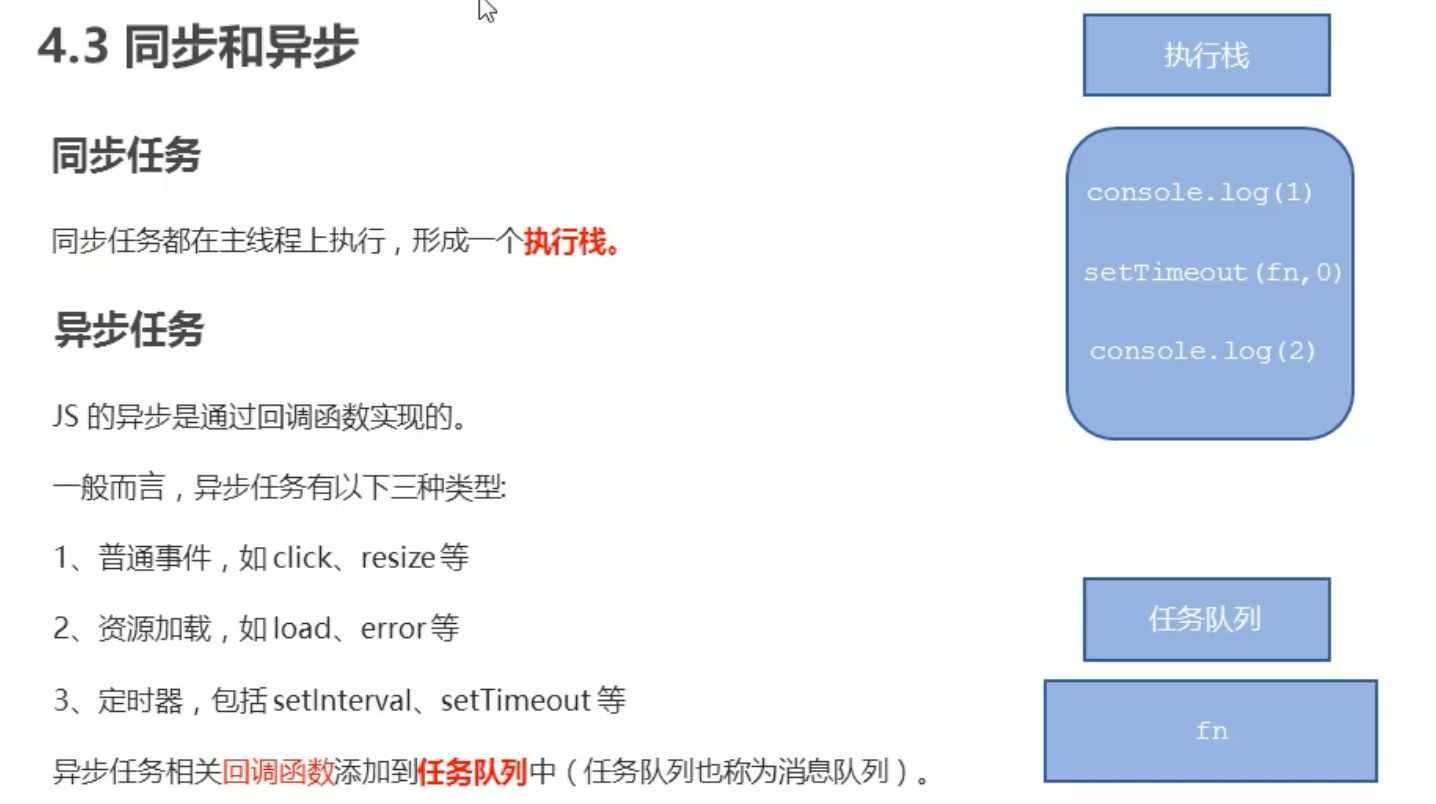 4.3 同步和异步
同步任务
同步任务都在主线程上执行，形成一个执行栈。
异步任务
JS 的异步是通过回调函数实现的。
一般而言，异步任务有以下三种类型:
1、普通事件，如 click、resize 等
2、资源加载，如 load、error 等
3、定时器，包括 setInterval、setTimeout 等
异步任务相关回调函数添加到任务队列中（任务队列也称为消息队列）。
执行栈
console.log(1)
setTimeout(fn,0)
console.log(2)
任务队列
fn